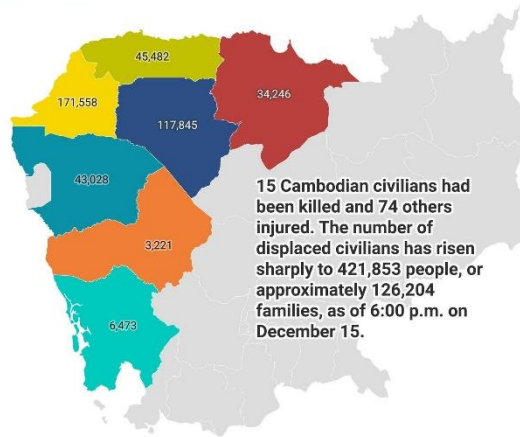 45,482
171,558
34,246
117,845
43,028
15 Cambodian civilians had
been killed and 74 others
injured. The number of
displaced civilians has risen
sharply to 421,853 people, or
approximately 126,204
families, as of 6:00 p.m. on
December 15.
3,221
6,473